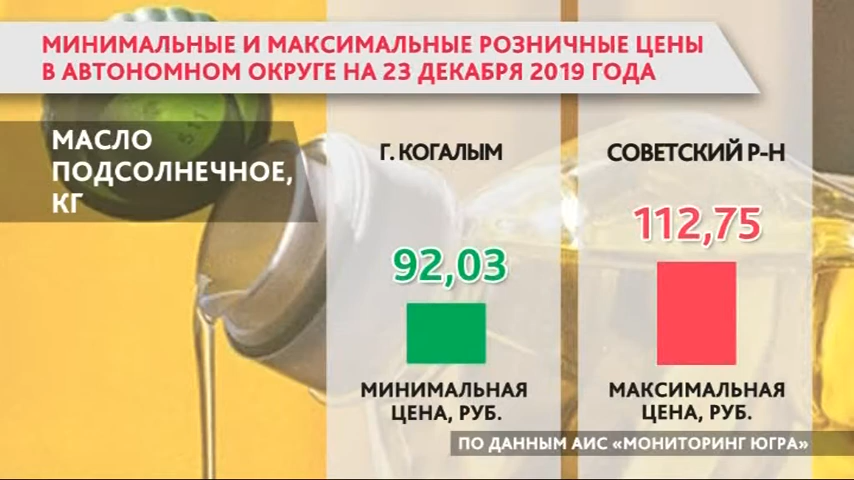 МИНИМАЛЬНЫЕ И МАКСИМАЛЬНЫЕ РОЗНИЧНЫЕ ЦЕНЫ
В АВТОНОМНОМ ОКРУГЕ НА 23 ДЕКАБРЯ 2019 ГОДА
МАСЛО
ПОДСОЛНЕЧНОЕ,
КГ
Г. КОГАЛЫМ
92,03
МИНИМАЛЬНАЯ
ЦЕНА, РУБ.
СОВЕТСКИЙ Р-Н
112,75
МАКСИМАЛЬНАЯ
ЦЕНА, РУБ.
ПО ДАННЫМ АИС «МОНИТОРИНГ ЮГРА»